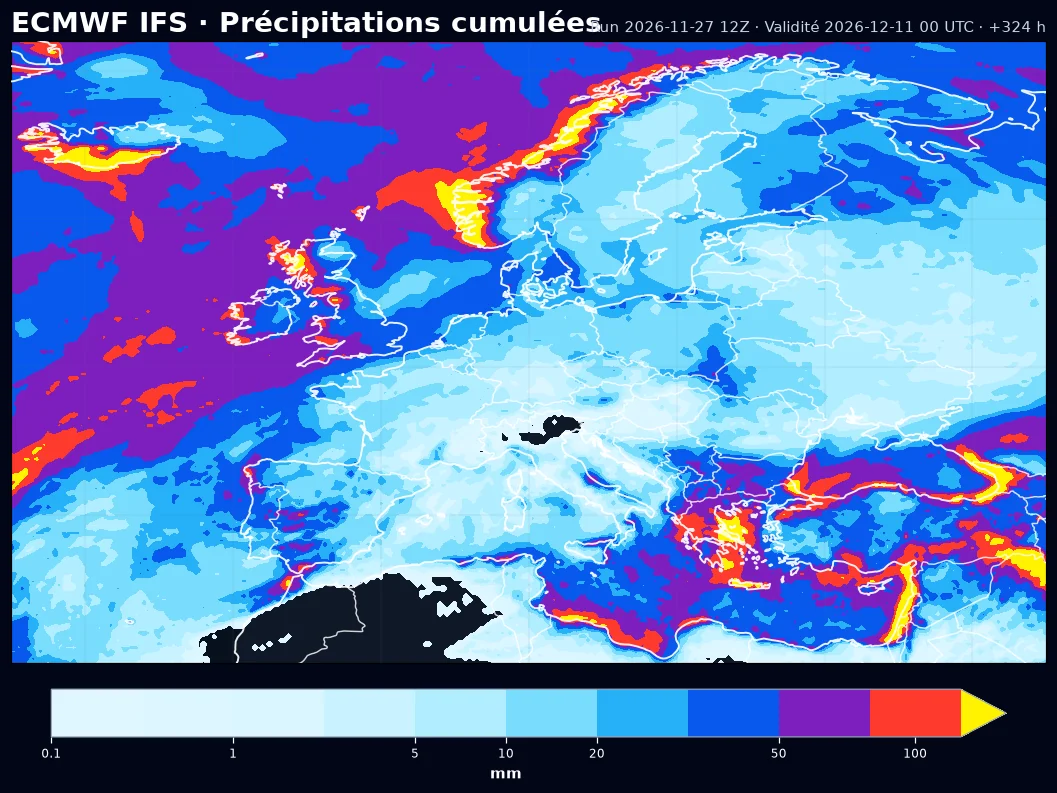 ECMWF IFS · Précipitations cumulées
Run 2026-11-27 12Z · Validité 2026-12-11 00 UTC · +324 h
0.1 1 5 10 20 50 100
mm